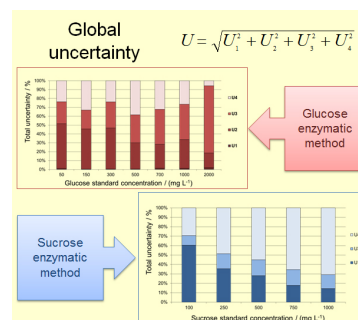 Global
uncertainty
U = √U₁² + U₂² + U₃² + U₄²
Total uncertainty / %
100%
90%
80%
70%
60%
50%
40%
30%
20%
10%
0%
50 150 300 500 700 1000 2000
Glucose standard concentration / (mg L⁻¹)
U4
U3
U2
U1
Glucose
enzymatic
method
Sucrose
enzymatic
method
Total uncertainty / %
100%
90%
80%
70%
60%
50%
40%
30%
20%
10%
0%
100 250 500 750 1000
Sucrose standard concentration / (mg L⁻¹)